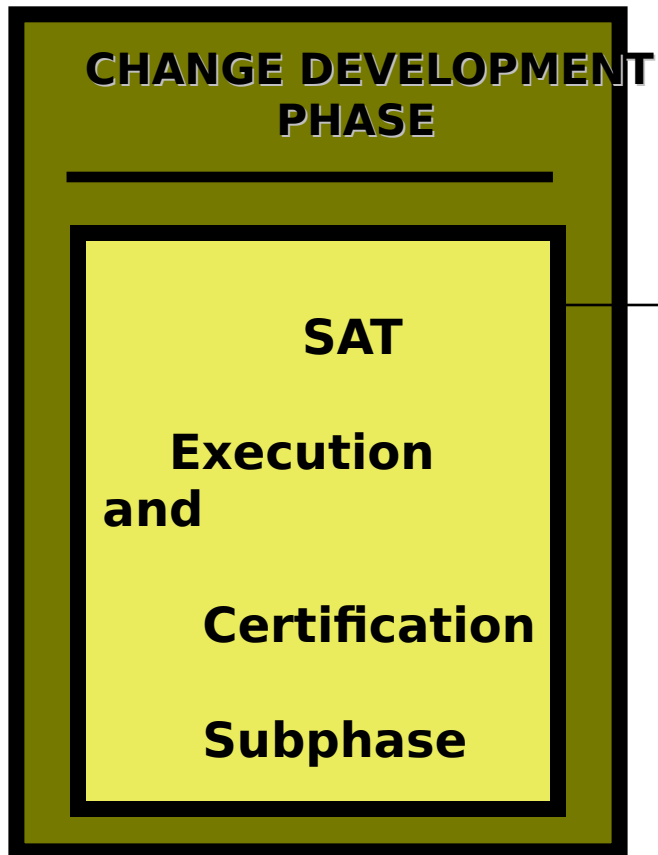 CHANGE DEVELOPMENT
PHASE
SAT
Execution
and
Certification
Subphase